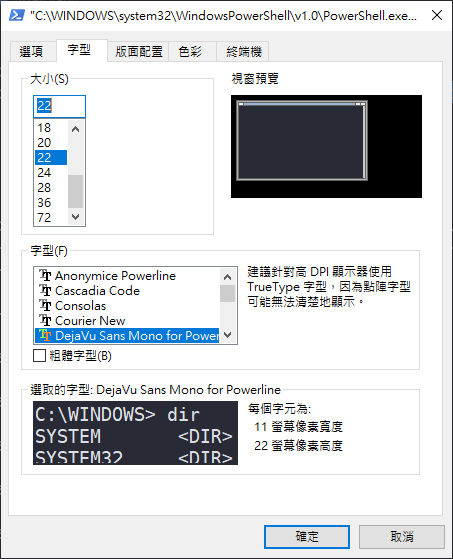 "C:\WINDOWS\system32\WindowsPowerShell\v1.0\PowerShell.exe...
選項 字型 版面配置 色彩 終端機
大小(S)
22
18
20
22
24
28
36
72
視窗預覽
字型(F)
Anonymice Powerline
Cascadia Code
Consolas
Courier New
DejaVu Sans Mono for Power
粗體字型(B)
建議針對高 DPI 顯示器使用
TrueType 字型，因為點陣字型
可能無法清楚地顯示。
選取的字型: DejaVu Sans Mono for Powerline
C:\WINDOWS> dir
SYSTEM <DIR>
SYSTEM32 <DIR>
每個字元為:
11 螢幕像素寬度
22 螢幕像素高度
確定 取消